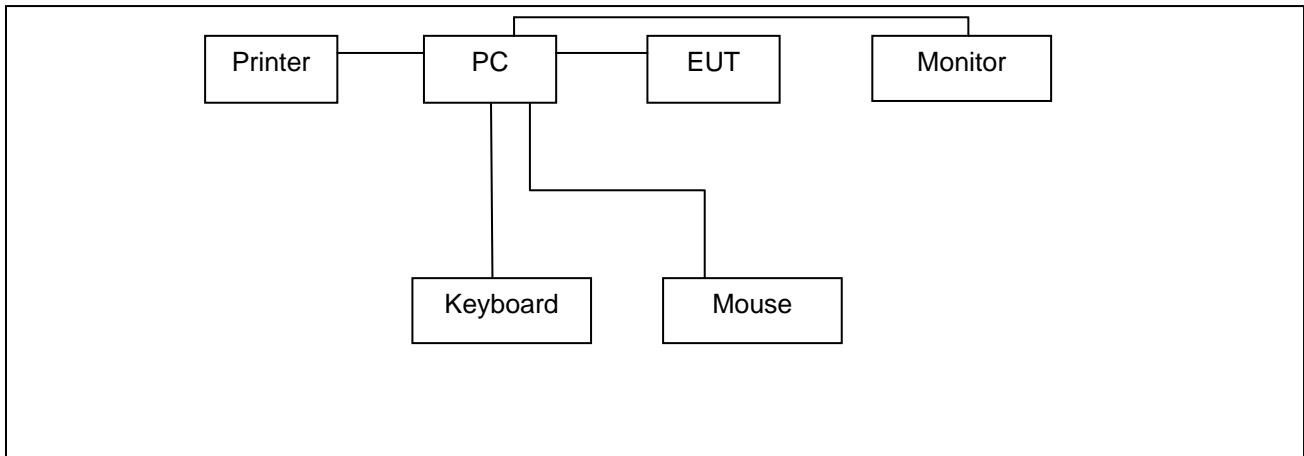 Printer
PC
EUT
Monitor
Keyboard
Mouse